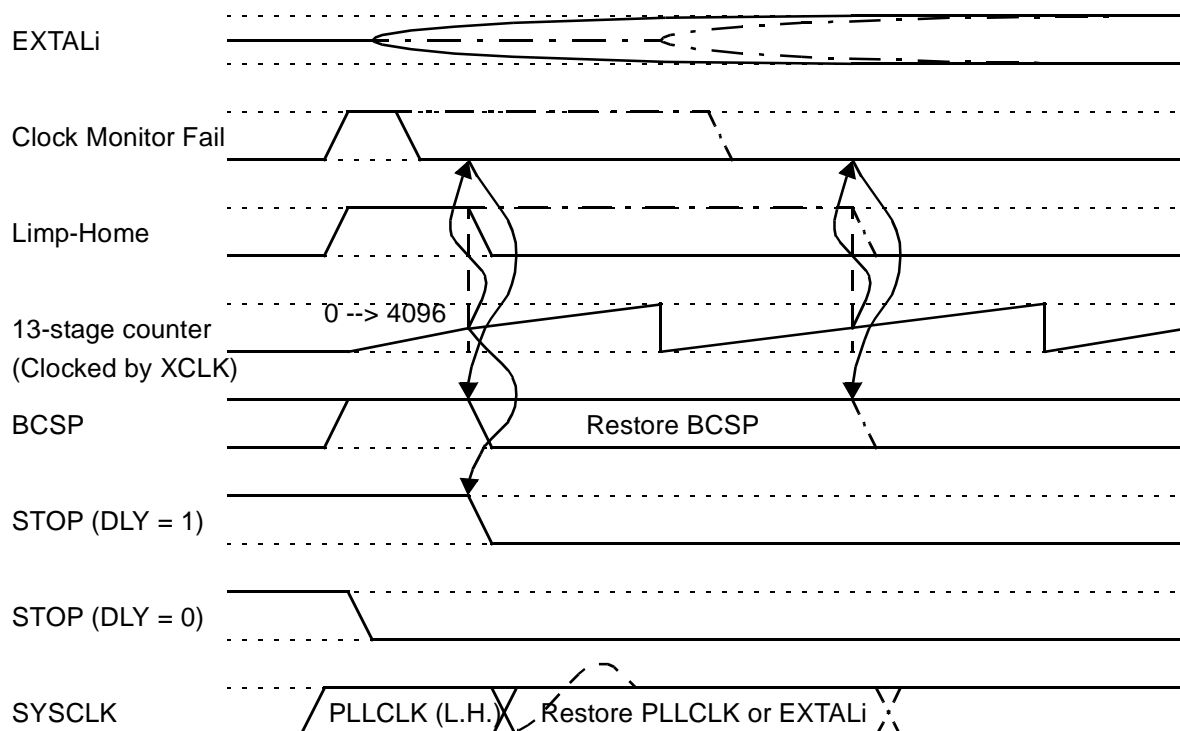 EXTALi
Clock Monitor Fail
Limp-Home
0 --> 4096
13-stage counter
(Clocked by XCLK)
BCSP
Restore BCSP
STOP (DLY = 1)
STOP (DLY = 0)
SYSCLK
PLLCLK (L.H.)
Restore PLLCLK or EXTALi